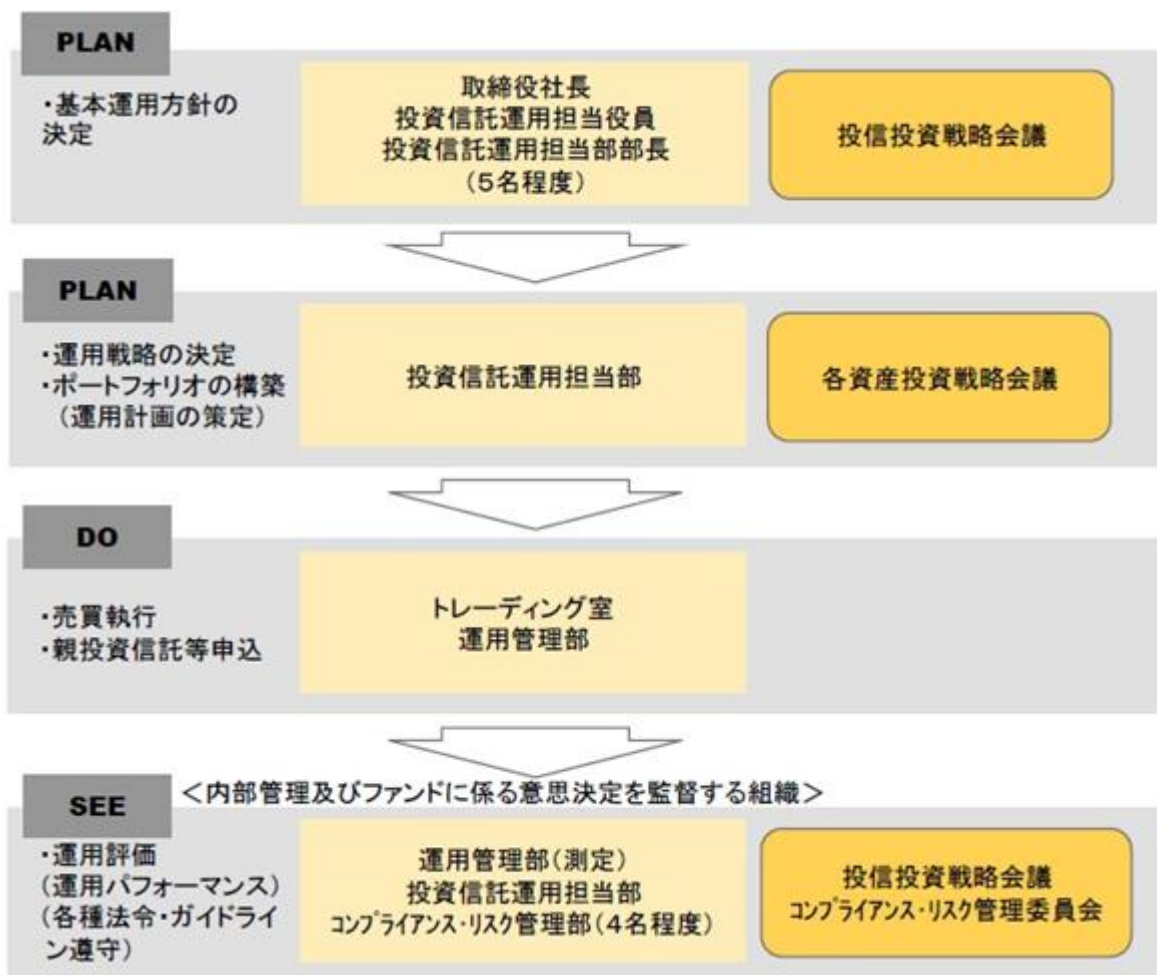 PLAN
・基本運用方針の
決定
取締役社長
投資信託運用担当役員
投資信託運用担当部部長
(5名程度)
投信投資戦略会議
PLAN
・運用戦略の決定
・ポートフォリオの構築
(運用計画の策定)
投資信託運用担当部
各資産投資戦略会議
DO
・売買執行
・親投資信託等申込
トレーディング室
運用管理部
SEE
<内部管理及びファンドに係る意思決定を監督する組織>
・運用評価
(運用パフォーマンス)
(各種法令・ガイドライ
ン遵守)
運用管理部(測定)
投資信託運用担当部
コンプライアンス・リスク管理部(4名程度)
投信投資戦略会議
コンプライアンス・リスク管理委員会